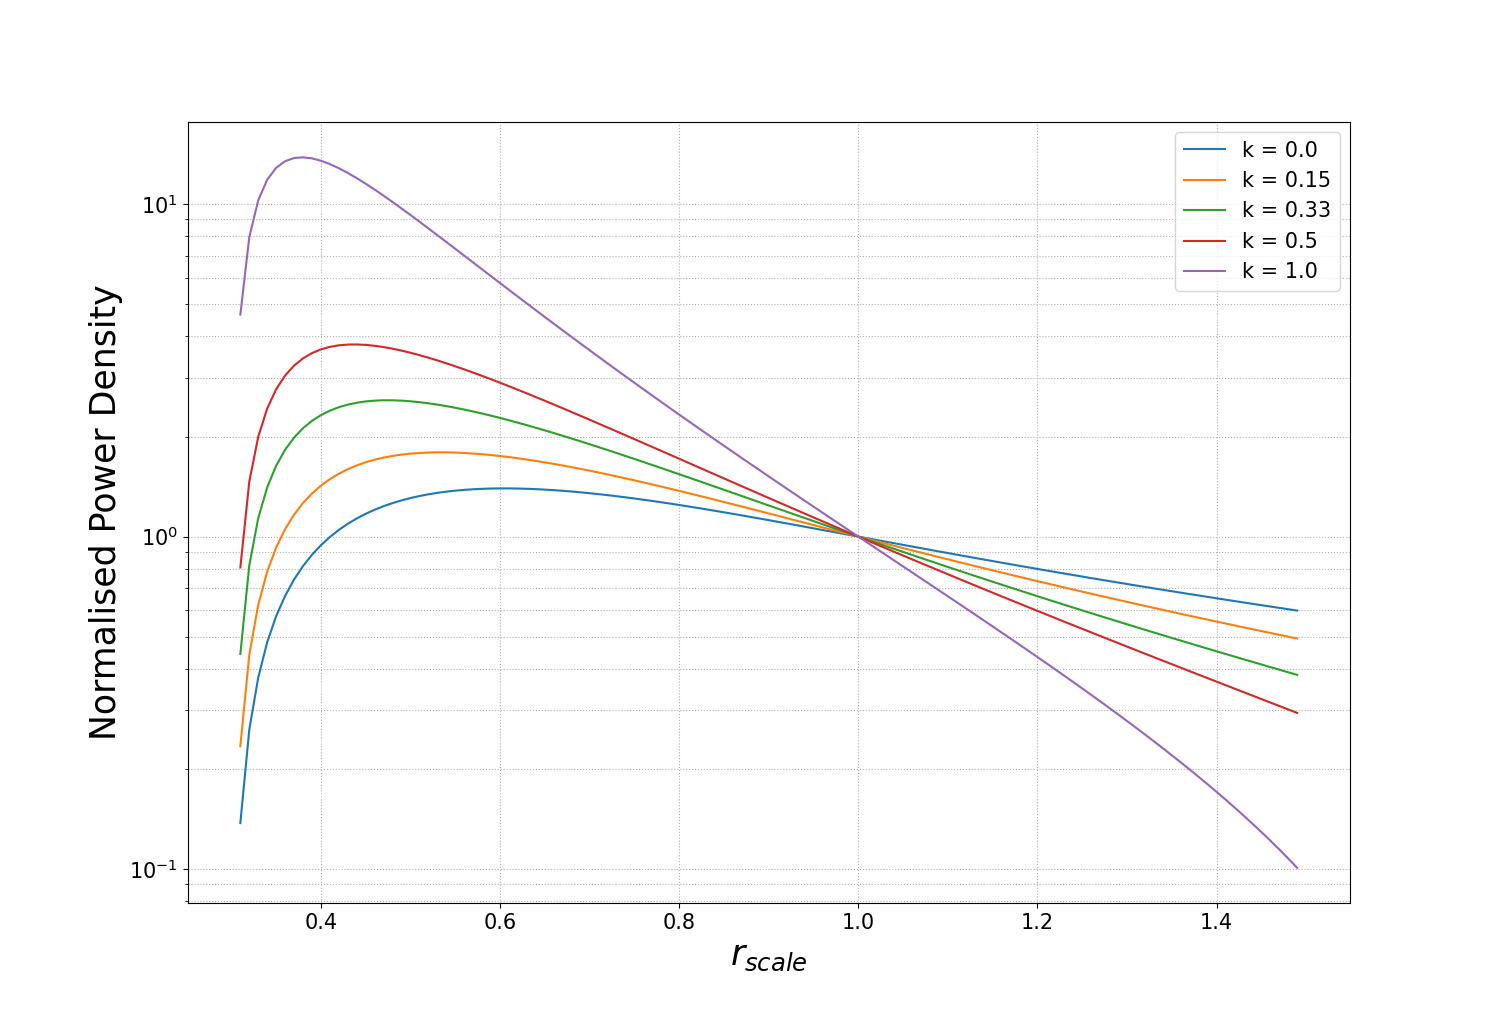 k = 0.0
k = 0.15
k = 0.33
k = 0.5
k = 1.0
Normalised Power Density
10¹
10⁰
10⁻¹
0.4 0.6 0.8 1.0 1.2 1.4
r_scale